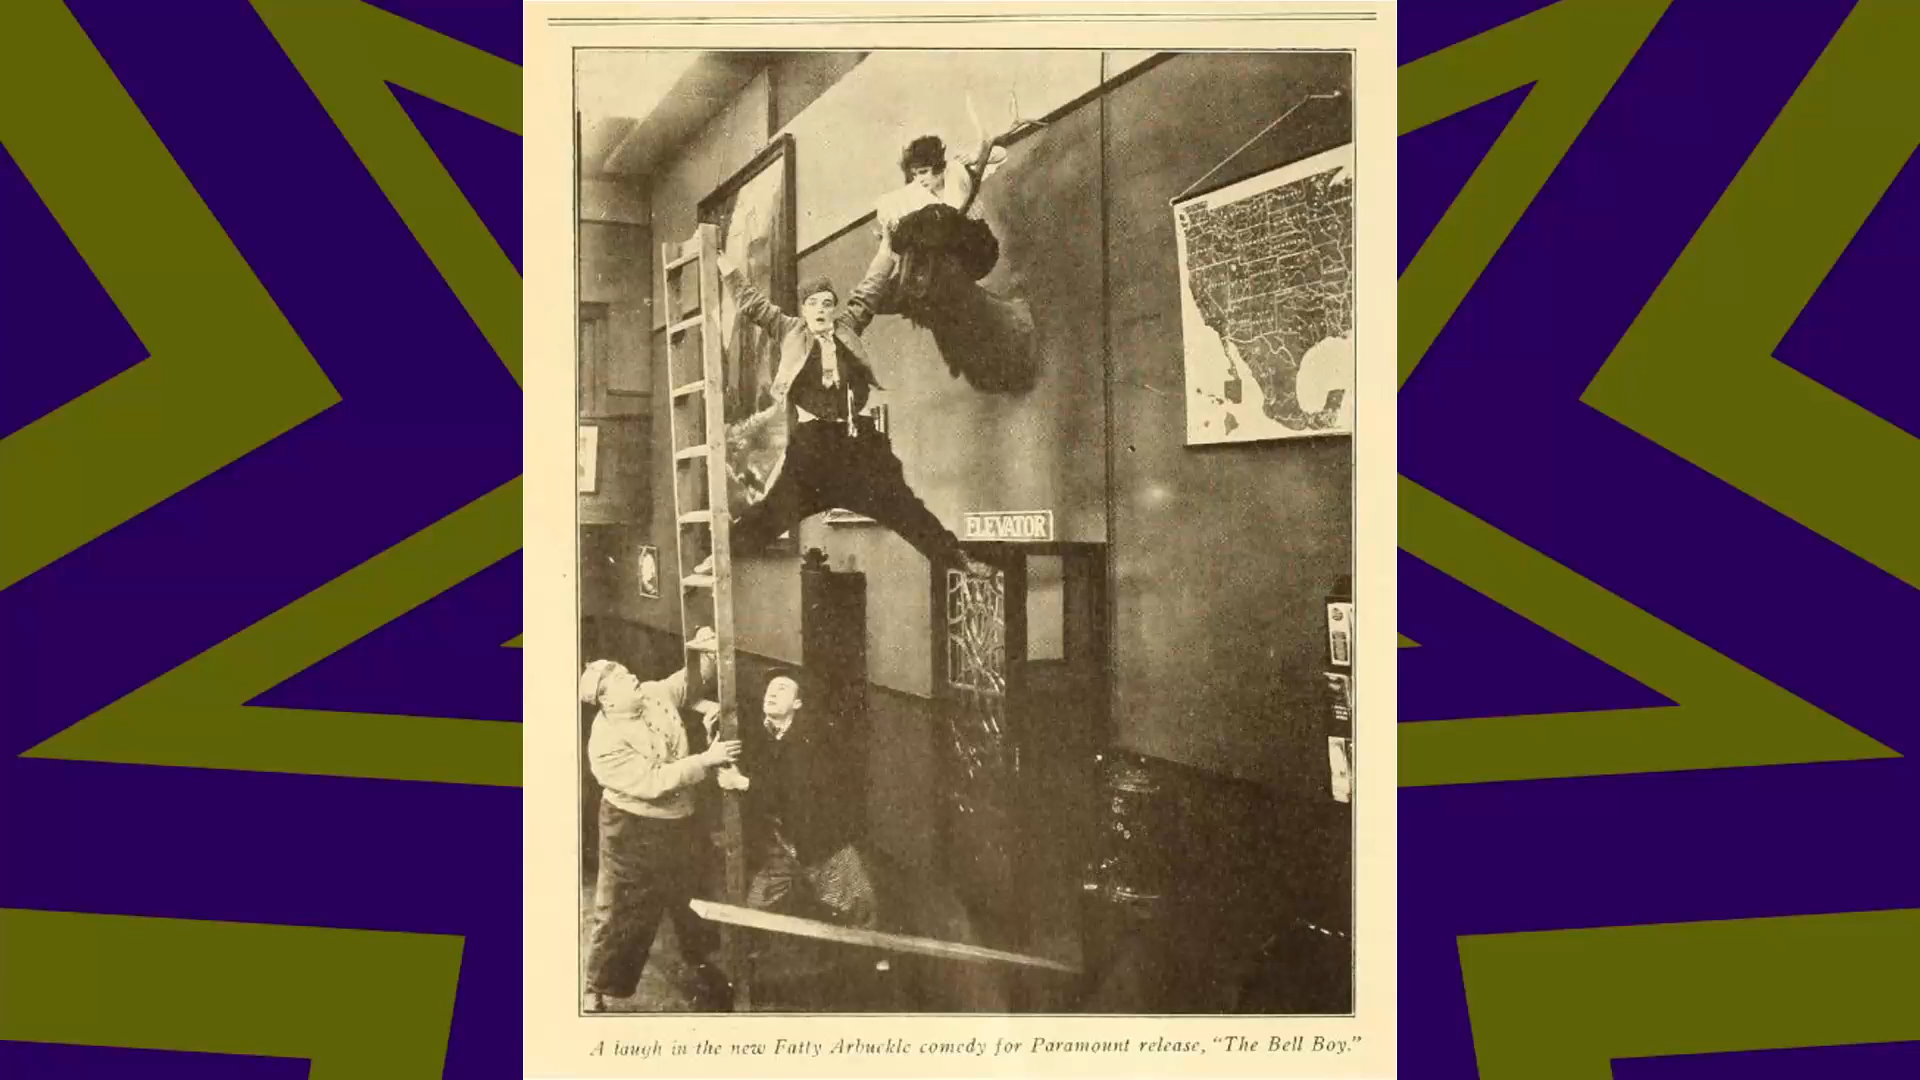 ELEVATOR
A laugh in the new Fatty Arbuckle comedy for Paramount release, "The Bell Boy."